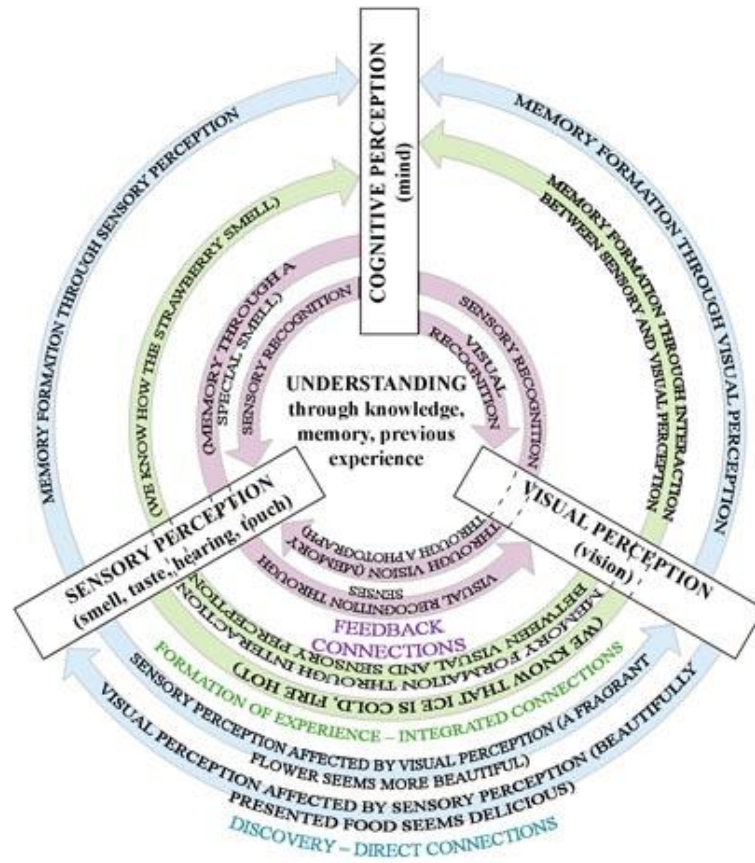 COGNITIVE PERCEPTION
(mind)
MEMORY FORMATION THROUGH SENSORY PERCEPTION
MEMORY FORMATION THROUGH VISUAL PERCEPTION
(WE KNOW HOW THE STRAWBERRY SMELL)
MEMORY FORMATION THROUGH INTERACTION
BETWEEN SENSORY AND VISUAL PERCEPTION
(MEMORY THROUGH A
SPECIAL SMELL)
SENSORY RECOGNITION
SENSORY RECOGNITION
VISUAL
RECOGNITION
UNDERSTANDING
through knowledge,
memory, previous
experience
SENSORY PERCEPTION
(smell, taste, hearing, touch)
VISUAL PERCEPTION
(vision)
THROUGH VISION (MEMORY
THROUGH A PHOTOGRAPH)
VISUAL RECOGNITION THROUGH
SENSES
FEEDBACK
CONNECTIONS
MEMORY FORMATION THROUGH INTERACTION
BETWEEN VISUAL AND SENSORY PERCEPTION
(WE KNOW THAT ICE IS COLD, FIRE HOT)
FORMATION OF EXPERIENCE – INTEGRATED CONNECTIONS
SENSORY PERCEPTION AFFECTED BY VISUAL PERCEPTION (A FRAGRANT
FLOWER SEEMS MORE BEAUTIFUL)
VISUAL PERCEPTION AFFECTED BY SENSORY PERCEPTION (BEAUTIFULLY
PRESENTED FOOD SEEMS DELICIOUS)
DISCOVERY – DIRECT CONNECTIONS